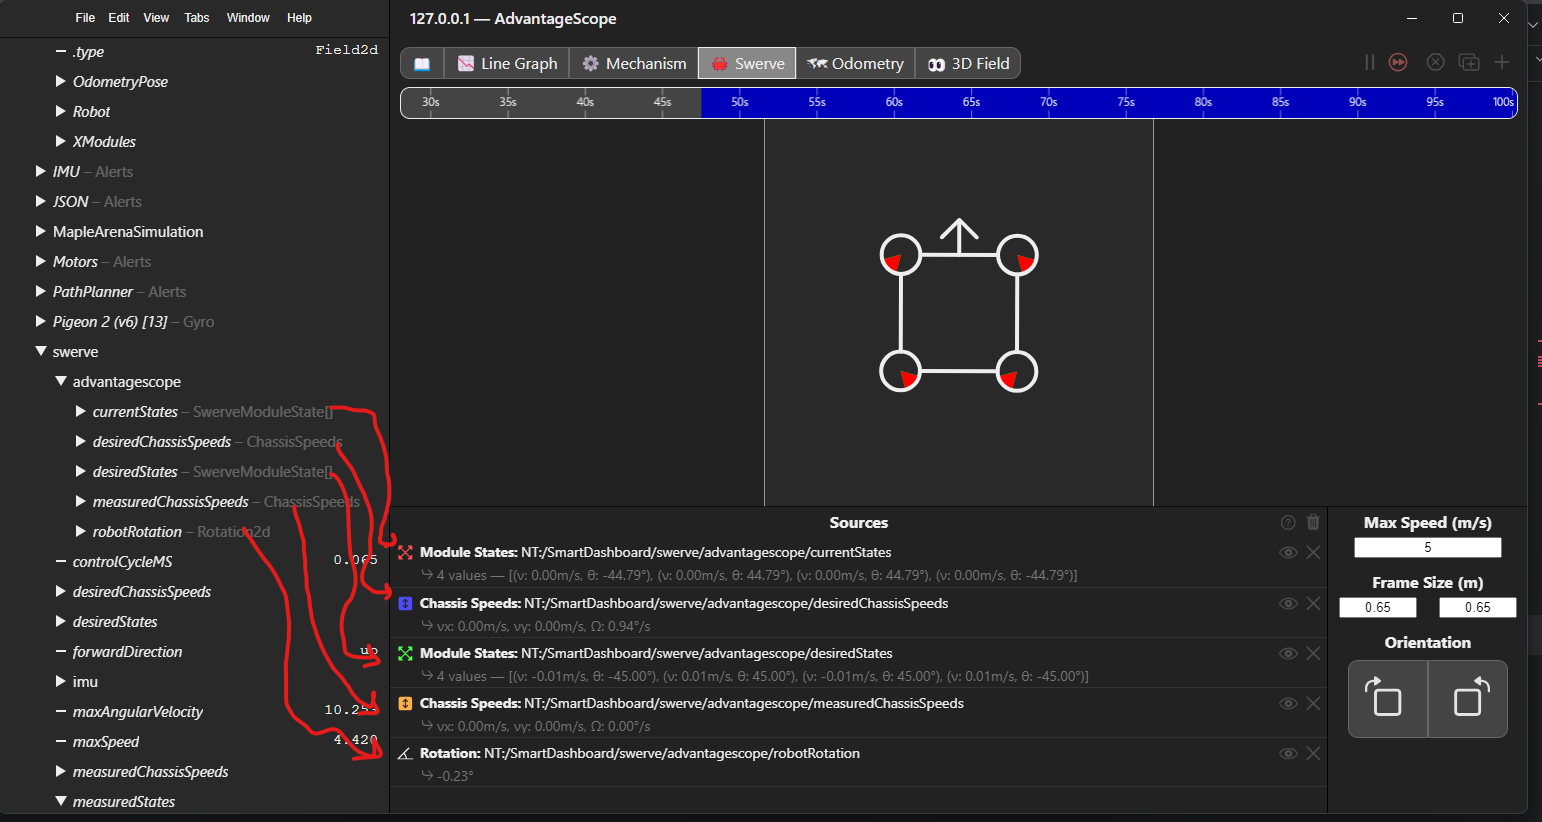 File Edit View Tabs Window Help
127.0.0.1 — AdvantageScope
Line Graph Mechanism Swerve Odometry 3D Field
30s 35s 40s 45s 50s 55s 60s 65s 70s 75s 80s 85s 90s 95s 100s
.type Field2d
OdometryPose
Robot
XModules
IMU – Alerts
JSON – Alerts
MapleArenaSimulation
Motors – Alerts
PathPlanner – Alerts
Pigeon 2 (v6) [13] – Gyro
swerve
advantagescope
currentStates – SwerveModuleState[]
desiredChassisSpeeds – ChassisSpeeds
desiredStates – SwerveModuleState[]
measuredChassisSpeeds – ChassisSpeeds
robotRotation – Rotation2d
controlCycleMS 0.065
desiredChassisSpeeds
desiredStates
forwardDirection up
imu
maxAngularVelocity
maxSpeed 4.420
measuredChassisSpeeds
measuredStates
Sources
Module States: NT:/SmartDashboard/swerve/advantagescope/currentStates
4 values — [(v: 0.00m/s, θ: -44.79°), (v: 0.00m/s, θ: 44.79°), (v: 0.00m/s, θ: 44.79°), (v: 0.00m/s, θ: -44.79°)]
Chassis Speeds: NT:/SmartDashboard/swerve/advantagescope/desiredChassisSpeeds
vx: 0.00m/s, vy: 0.00m/s, Ω: 0.94°/s
Module States: NT:/SmartDashboard/swerve/advantagescope/desiredStates
4 values — [(v: -0.01m/s, θ: -45.00°), (v: 0.01m/s, θ: 45.00°), (v: -0.01m/s, θ: 45.00°), (v: 0.01m/s, θ: -45.00°)]
Chassis Speeds: NT:/SmartDashboard/swerve/advantagescope/measuredChassisSpeeds
vx: 0.00m/s, vy: 0.00m/s, Ω: 0.00°/s
Rotation: NT:/SmartDashboard/swerve/advantagescope/robotRotation
-0.23°
Max Speed (m/s)
5
Frame Size (m)
0.65 0.65
Orientation